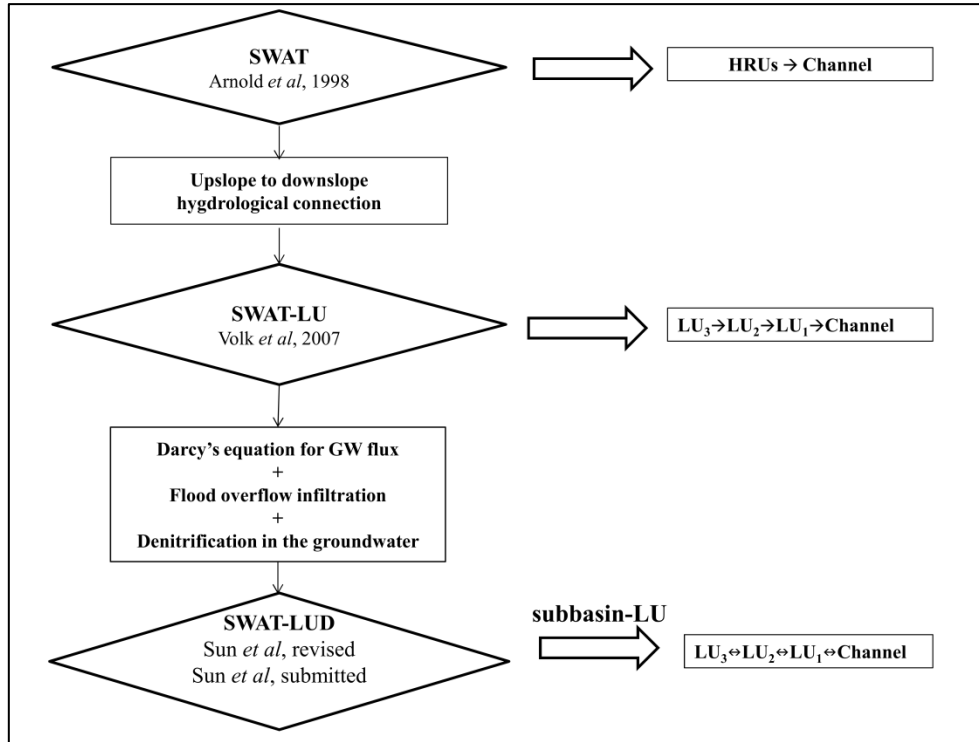 SWAT
Arnold et al, 1998
HRUs → Channel
Upslope to downslope
hygdrological connection
SWAT-LU
Volk et al, 2007
LU₃→LU₂→LU₁→Channel
Darcy's equation for GW flux
+
Flood overflow infiltration
+
Denitrification in the groundwater
SWAT-LUD
Sun et al, revised
Sun et al, submitted
subbasin-LU
LU₃↔LU₂↔LU₁↔Channel